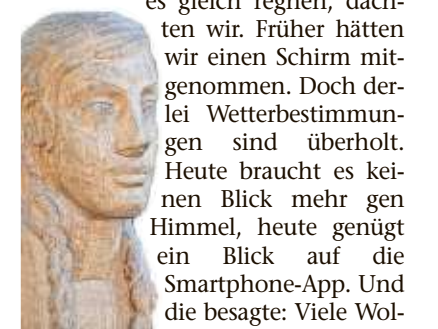 es gleich regnen, dach-
ten wir. Früher hätten
wir einen Schirm mit-
genommen. Doch der-
lei Wetterbestimmun-
gen sind überholt.
Heute braucht es kei-
nen Blick mehr gen
Himmel, heute genügt
ein Blick auf die
Smartphone-App. Und
die besagte: Viele Wol-